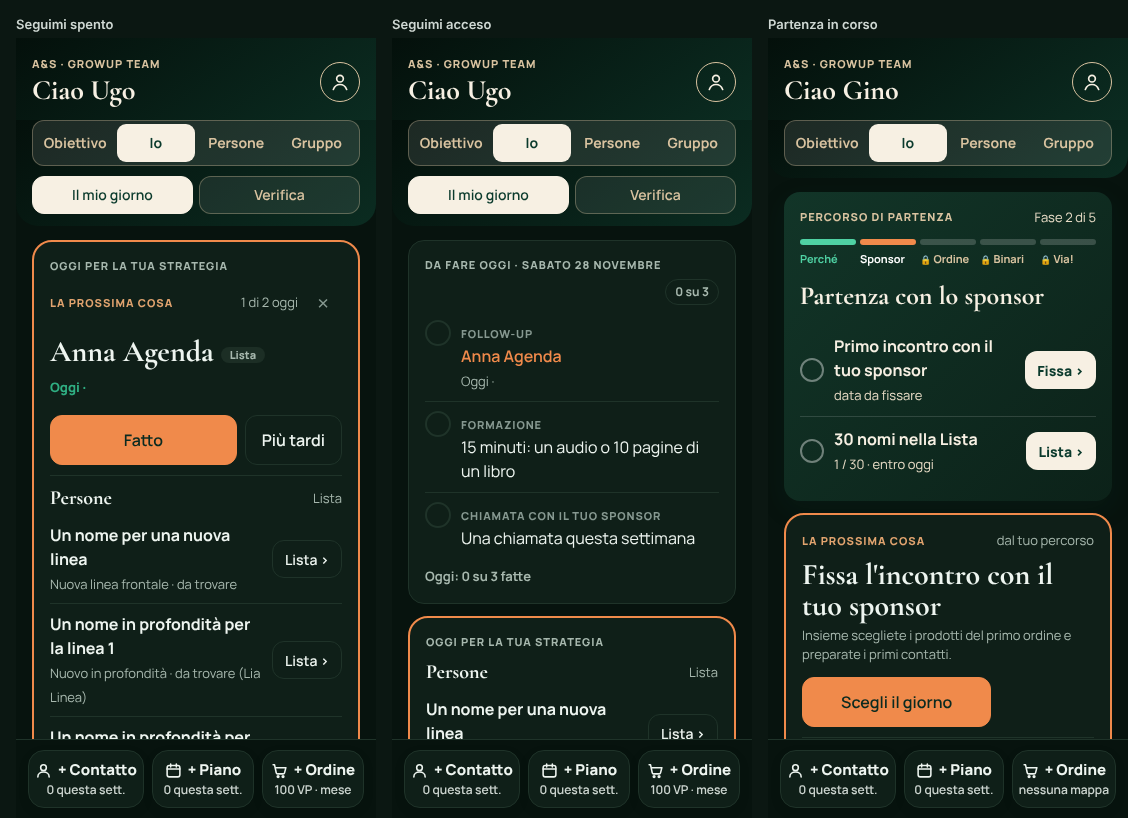 Seguimi spento
A&S · GROWUP TEAM
Ciao Ugo
Obiettivo Io Persone Gruppo
Il mio giorno Verifica
OGGI PER LA TUA STRATEGIA
LA PROSSIMA COSA 1 di 2 oggi ×
Anna Agenda Lista
Oggi ·
Fatto Più tardi
Persone Lista
Un nome per una nuova
linea
Nuova linea frontale · da trovare
Lista ›
Un nome in profondità per
la linea 1
Nuovo in profondità · da trovare (Lia
Linea)
Lista ›
Un nome in profondità per
+ Contatto
0 questa sett.
+ Piano
0 questa sett.
+ Ordine
100 VP · mese
Seguimi acceso
A&S · GROWUP TEAM
Ciao Ugo
Obiettivo Io Persone Gruppo
Il mio giorno Verifica
DA FARE OGGI · SABATO 28 NOVEMBRE
0 su 3
FOLLOW-UP
Anna Agenda
Oggi ·
FORMAZIONE
15 minuti: un audio o 10 pagine di
un libro
CHIAMATA CON IL TUO SPONSOR
Una chiamata questa settimana
Oggi: 0 su 3 fatte
OGGI PER LA TUA STRATEGIA
Persone Lista
Un nome per una nuova
linea
Lista ›
+ Contatto
0 questa sett.
+ Piano
0 questa sett.
+ Ordine
100 VP · mese
Partenza in corso
A&S · GROWUP TEAM
Ciao Gino
Obiettivo Io Persone Gruppo
PERCORSO DI PARTENZA Fase 2 di 5
Perché Sponsor 🔒 Ordine 🔒 Binari 🔒 Via!
Partenza con lo sponsor
Primo incontro con il
tuo sponsor
data da fissare
Fissa ›
30 nomi nella Lista
1 / 30 · entro oggi
Lista ›
LA PROSSIMA COSA dal tuo percorso
Fissa l'incontro con il
tuo sponsor
Insieme scegliete i prodotti del primo ordine e
preparate i primi contatti.
Scegli il giorno
+ Contatto
0 questa sett.
+ Piano
0 questa sett.
+ Ordine
nessuna mappa